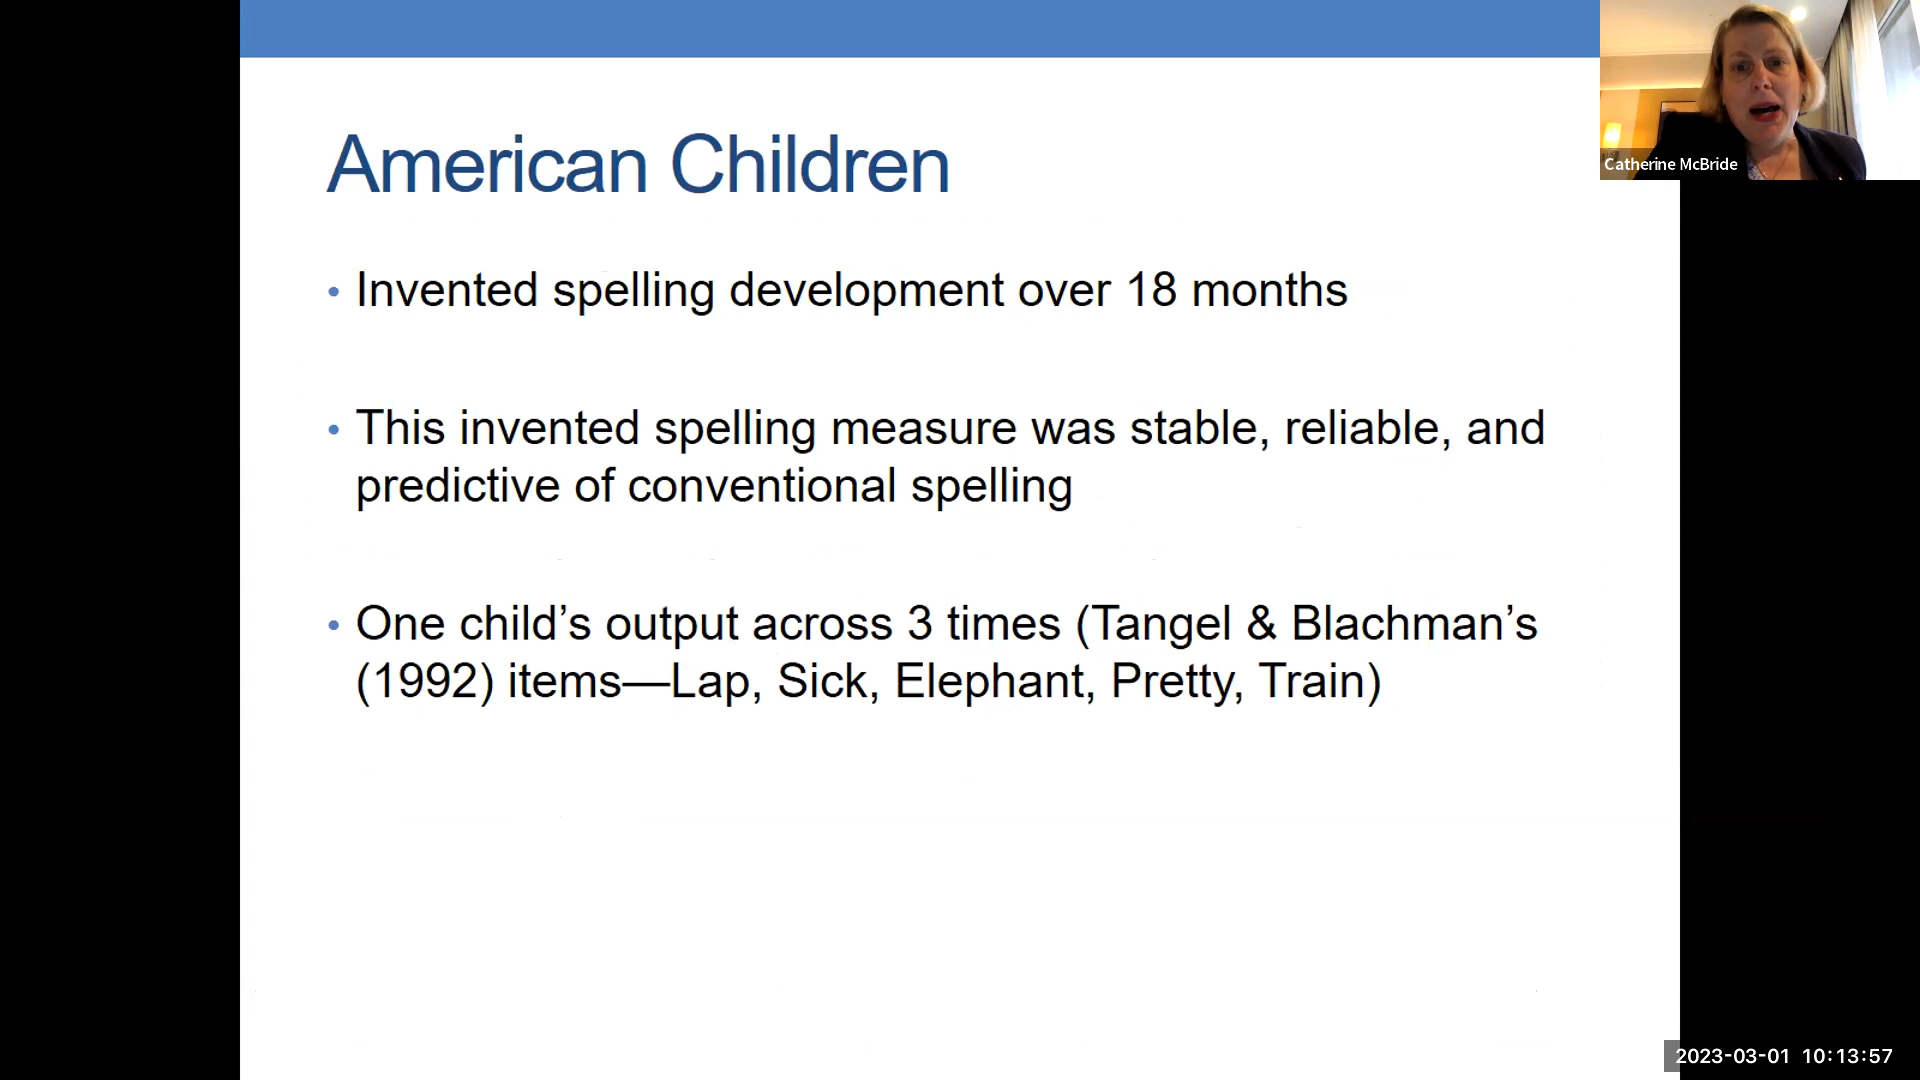 American Children
• Invented spelling development over 18 months
• This invented spelling measure was stable, reliable, and
predictive of conventional spelling
• One child’s output across 3 times (Tangel & Blachman’s
(1992) items—Lap, Sick, Elephant, Pretty, Train)
Catherine McBride
2023-03-01 10:13:57